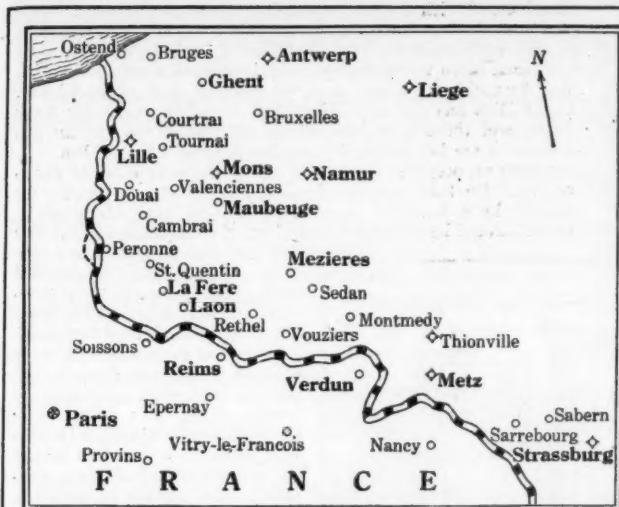 Ostend
Bruges
Antwerp
N
Ghent
Liege
Courtrai
Bruxelles
Tournai
Lille
Mons
Namur
Douai
Valenciennes
Maubeuge
Cambrai
Peronne
Mezieres
St. Quentin
La Fere
Sedan
Laon
Rethel
Montmedy
Vouziers
Thionville
Soissons
Reims
Verdun
Metz
Epernay
Paris
Sabern
Sarrebourg
Vitry-le-Francois
Nancy
Strassburg
Provins
FRANCE